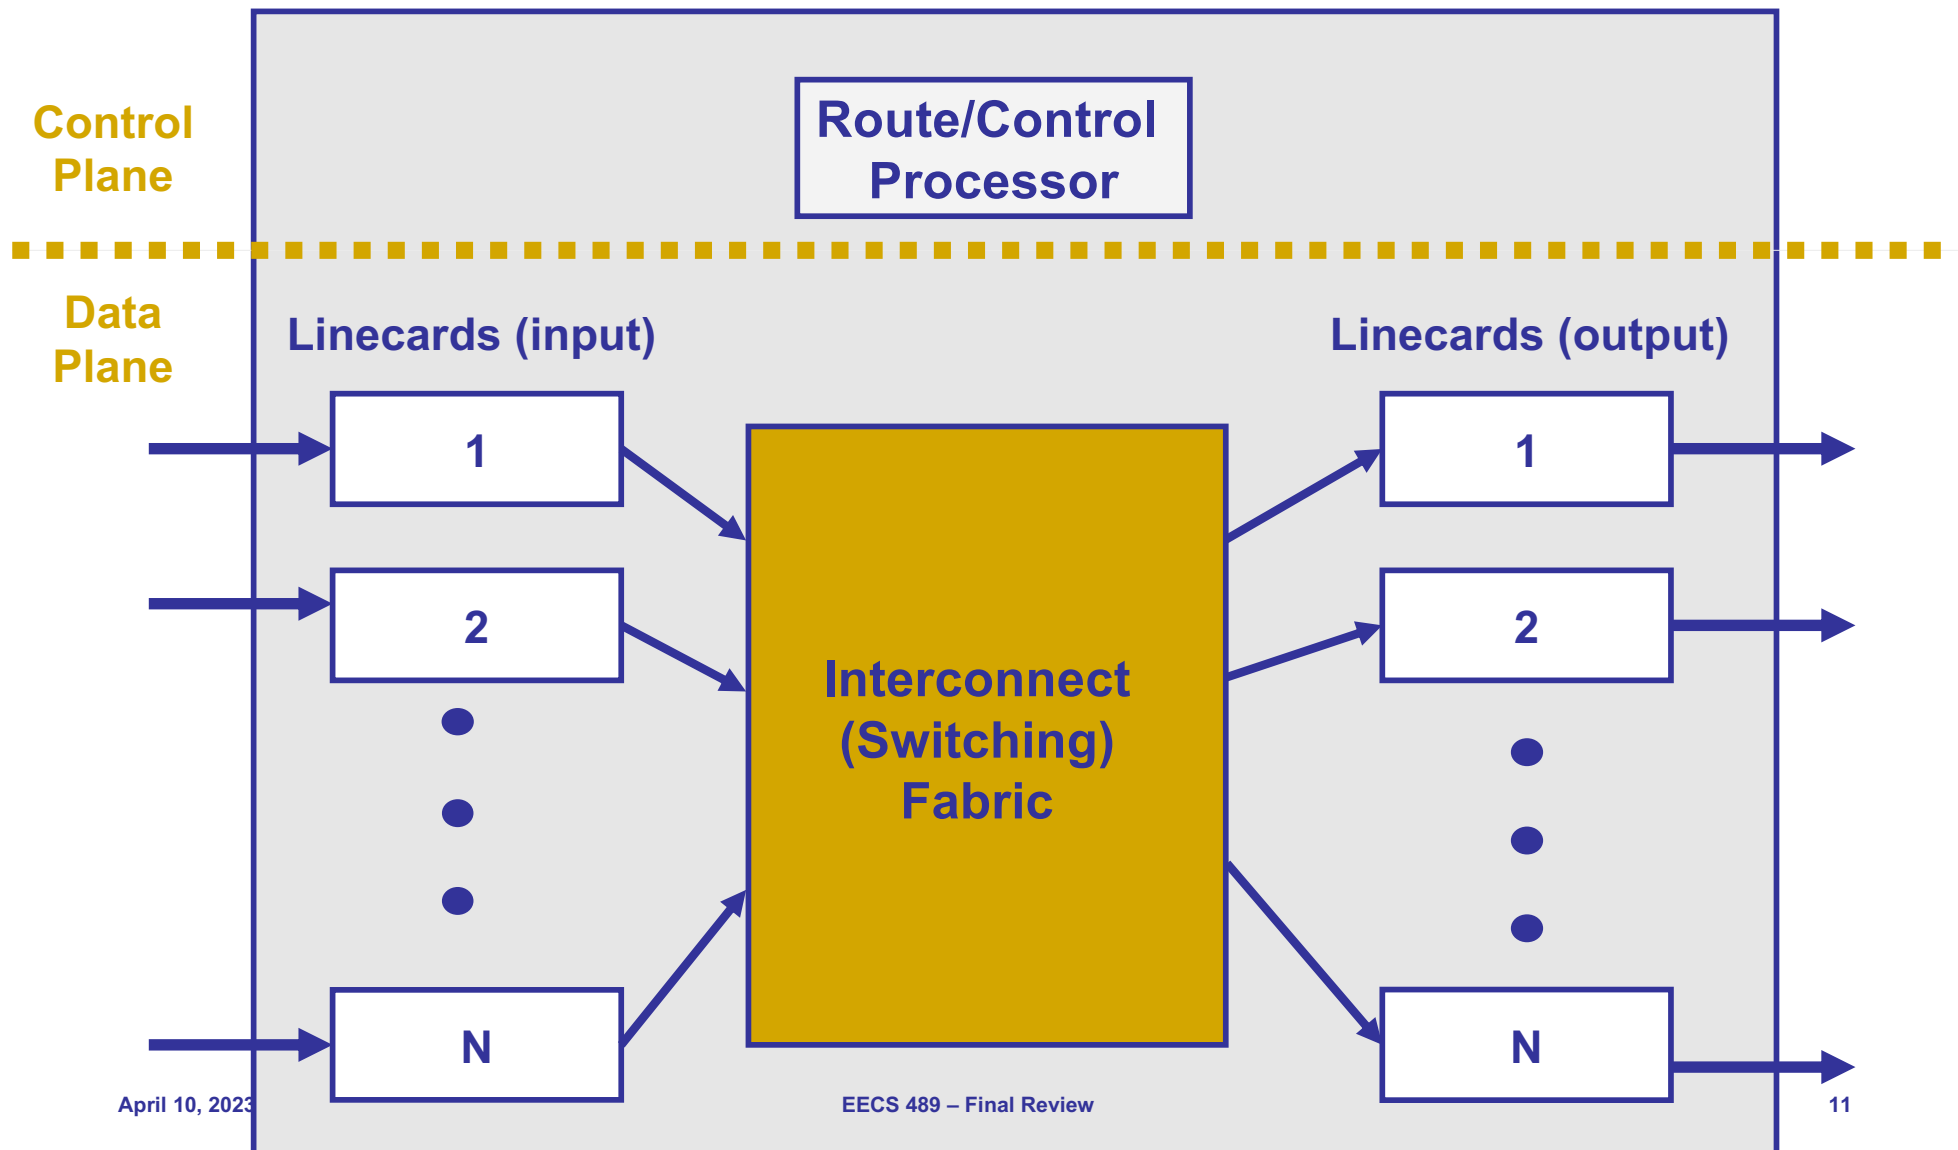 Control
Plane
Route/Control
Processor
Data
Plane
Linecards (input)
Linecards (output)
1
2
N
Interconnect
(Switching)
Fabric
1
2
N
April 10, 2023
EECS 489 – Final Review
11